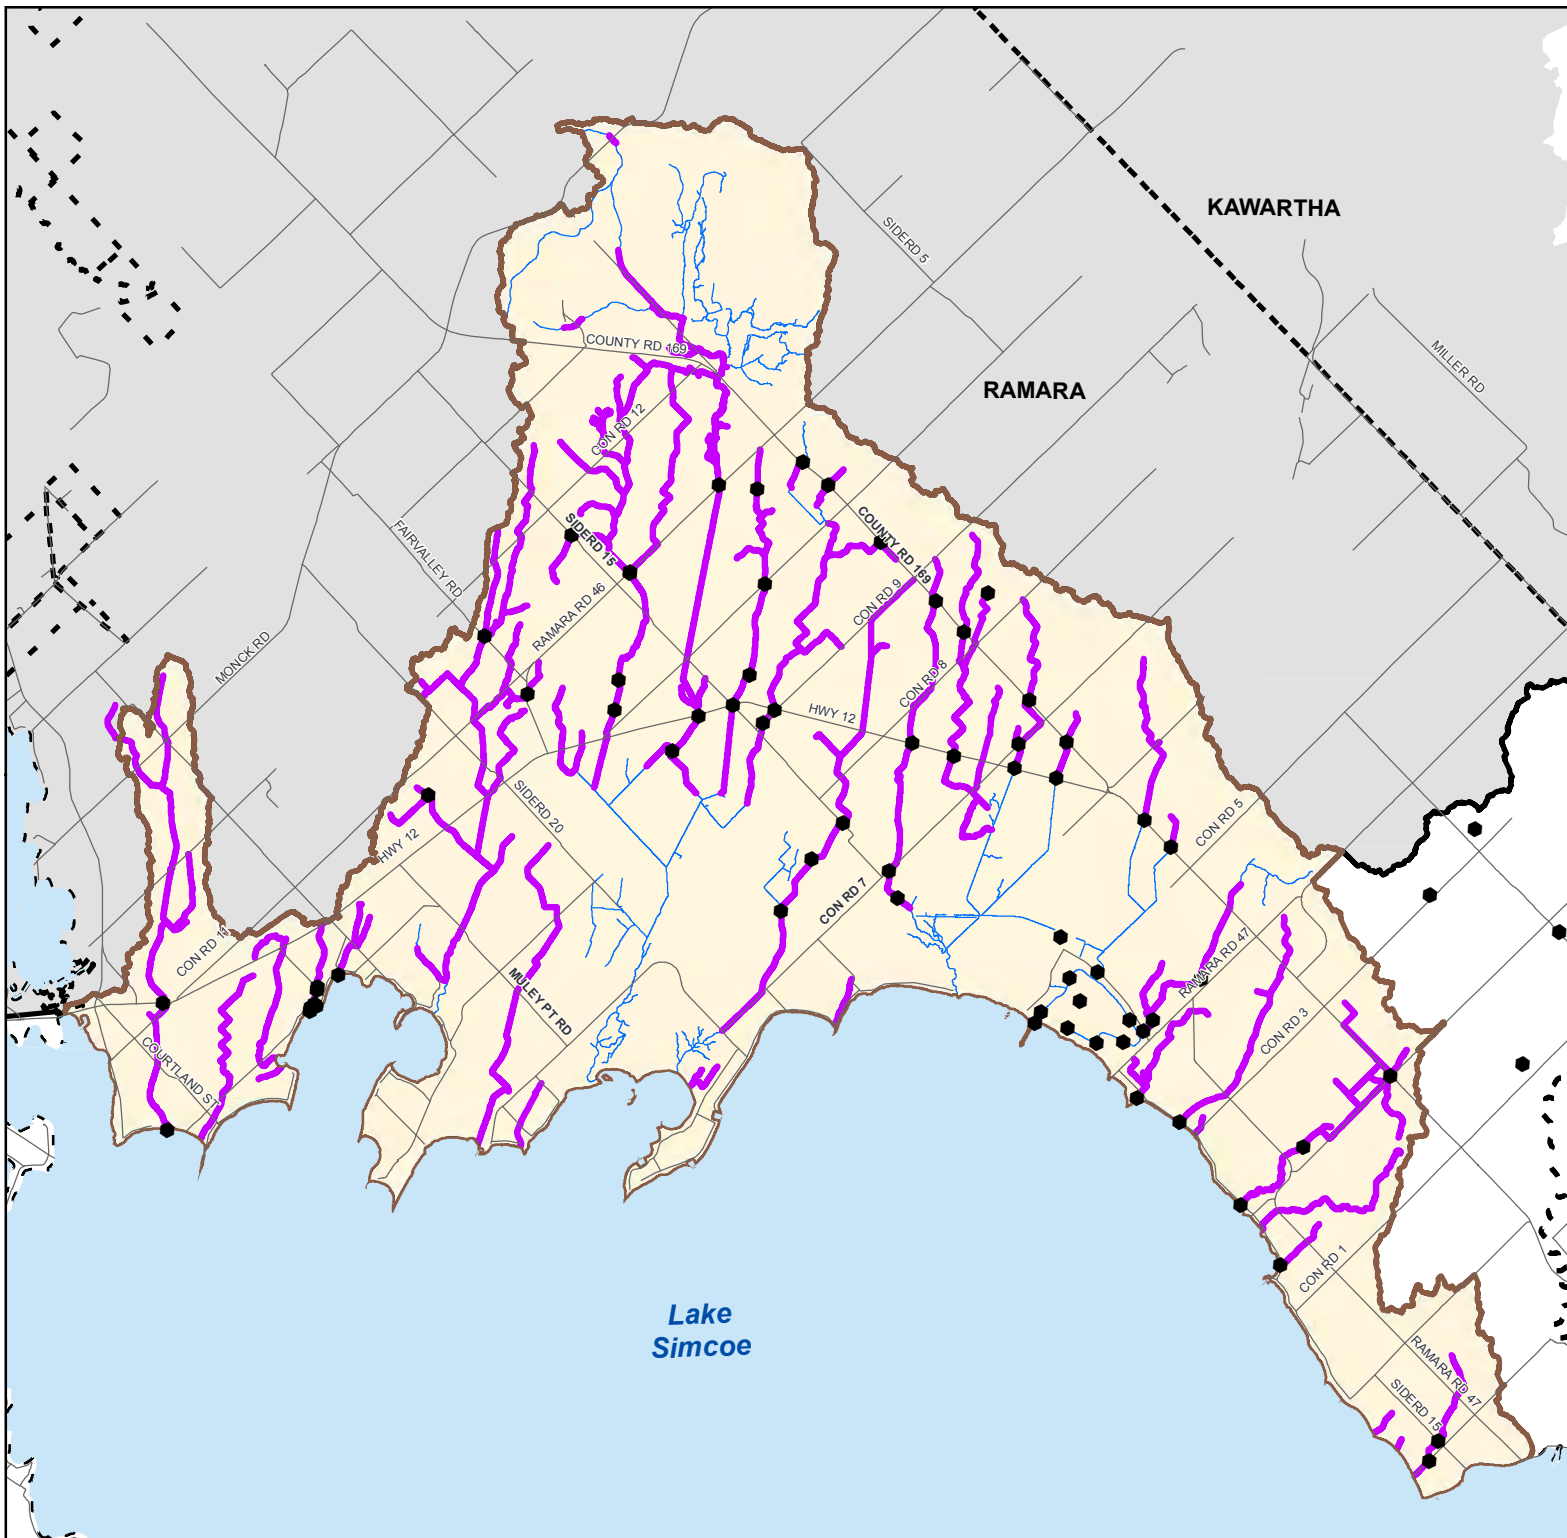 KAWARTHA
SIDERD 5
COUNTY RD 169
MILLER RD
RAMARA
CON RD 12
COUNTY RD 169
SIDERD 15
FAIRVALLEY RD
RAMARA RD 46
CON RD 9
MONCK RD
CON RD 8
HWY 12
SIDERD 20
CON RD 5
HWY 12
CON RD 7
CON RD 11
RAMARA RD 47
MULEY PT RD
CON RD 3
COURTLAND ST
CON RD 1
Lake
Simcoe
RAMARA RD 47
SIDERD 15